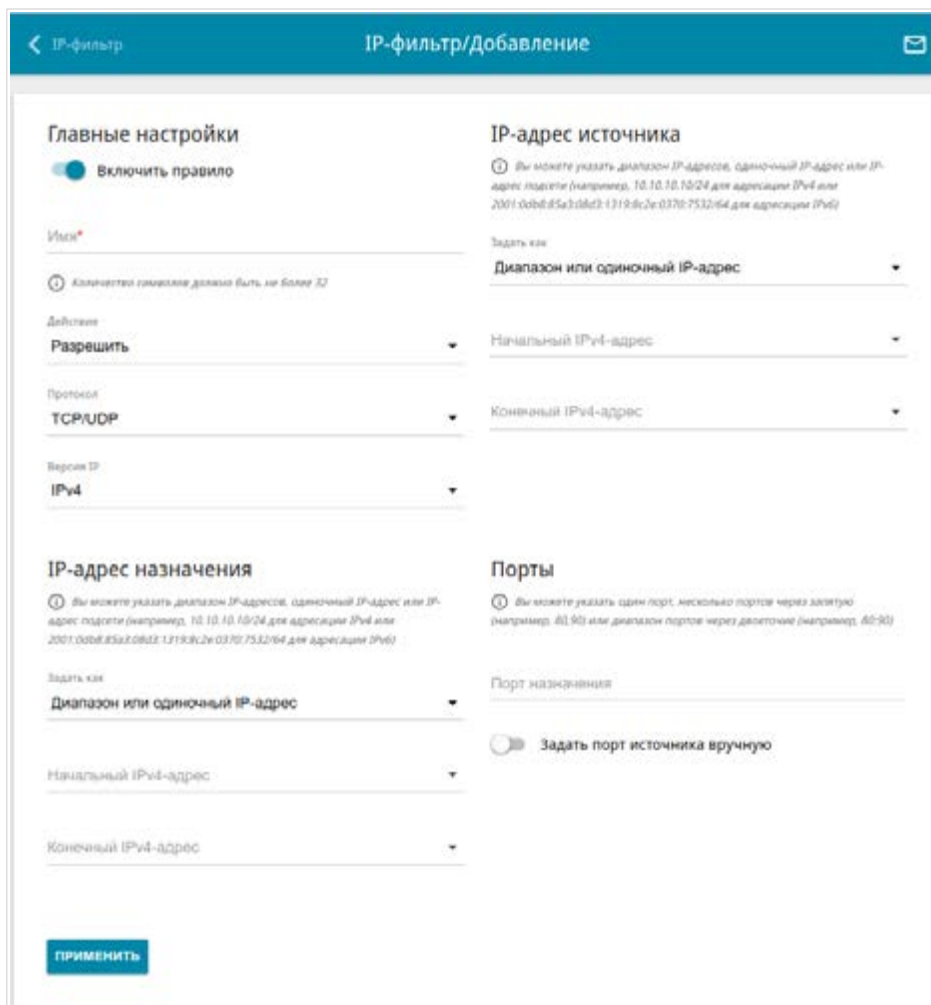 IP-фильтр
IP-фильтр/Добавление
Главные настройки
Включить правило
Имя*
Количество символов должно быть не более 32
Действие
Разрешить
Протокол
TCP/UDP
Версия IP
IPv4
IP-адрес источника
Вы можете указать диапазон IP-адресов, одиночный IP-адрес или IP-
адрес подсети (например, 10.10.10.10/24 для адресации IPv4 или
2001:0db8:85a3:08d3:1319:8c2e:0370:7532/64 для адресации IPv6)
Задать как
Диапазон или одиночный IP-адрес
Начальный IPv4-адрес
Конечный IPv4-адрес
IP-адрес назначения
Вы можете указать диапазон IP-адресов, одиночный IP-адрес или IP-
адрес подсети (например, 10.10.10.10/24 для адресации IPv4 или
2001:0db8:85a3:08d3:1319:8c2e:0370:7532/64 для адресации IPv6)
Задать как
Диапазон или одиночный IP-адрес
Начальный IPv4-адрес
Конечный IPv4-адрес
Порты
Вы можете указать один порт, несколько портов через запятую
(например, 80,90) или диапазон портов через двоеточие (например, 80:90)
Порт назначения
Задать порт источника вручную
ПРИМЕНИТЬ